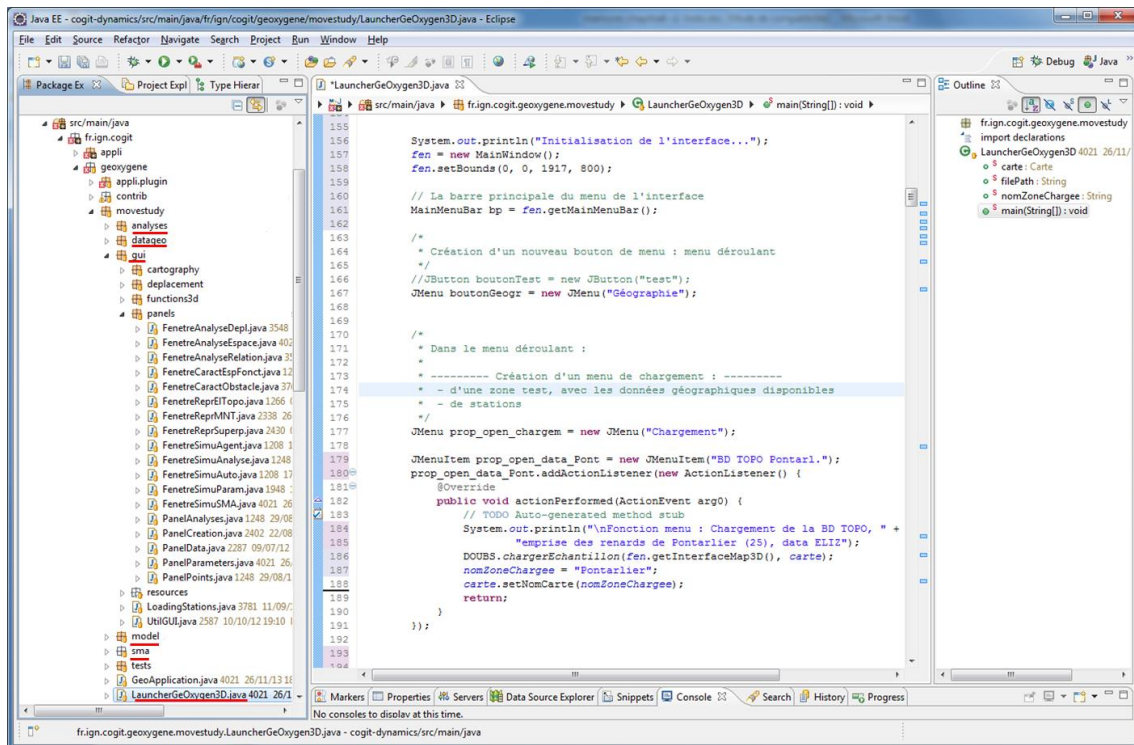 Java EE - cogit-dynamics/src/main/java/fr/ign/cogit/geoxygene/movestudy/LauncherGeOxygen3D.java - Eclipse
File Edit Source Refactor Navigate Search Project Run Window Help
Debug Java
Package Ex Project Expl Type Hierar
src/main/java
fr.ign.cogit
appli
geoxygene
appli.plugin
contrib
movestudy
analyses
datageo
gui
cartography
deplacement
functions3d
panels
FenetreAnalyseDepl.java 3548
FenetreAnalyseEspace.java 402
FenetreAnalyseRelation.java 35
FenetreCaractEspFonct.java 12
FenetreCaractObstacle.java 37
FenetreReprElTopo.java 1266
FenetreReprMNT.java 2338 26
FenetreReprSuperp.java 2430
FenetreSimuAgent.java 1208 1
FenetreSimuAnalyse.java 1248
FenetreSimuAuto.java 1208 17
FenetreSimuParam.java 1948
FenetreSimuSMA.java 4021 26
PanelAnalyses.java 1248 29/08
PanelCreation.java 2402 22/08
PanelData.java 2287 09/07/12
PanelParameters.java 4021 26
PanelPoints.java 1248 29/08/1
resources
LoadingStations.java 3781 11/09/
UtilGUI.java 2587 10/10/12 19:10
model
sma
tests
GeoApplication.java 4021 26/11/13 18
LauncherGeOxygen3D.java 4021 26/1
*LauncherGeOxygen3D.java
src/main/java fr.ign.cogit.geoxygene.movestudy LauncherGeOxygen3D main(String[]) : void
155
156 System.out.println("Initialisation de l'interface...");
157 fen = new MainWindow();
158 fen.setBounds(0, 0, 1917, 800);
159
160 // La barre principale du menu de l'interface
161 MainMenuBar bp = fen.getMainMenuBar();
162
163 /*
164 * Création d'un nouveau bouton de menu : menu déroulant
165 */
166 //JButton boutonTest = new JButton("test");
167 JMenu boutonGeogr = new JMenu("Géographie");
168
169
170 /*
171 * Dans le menu déroulant :
172 *
173 * --------- Création d'un menu de chargement : ---------
174 * - d'une zone test, avec les données géographiques disponibles
175 * - de stations
176 */
177 JMenu prop_open_chargem = new JMenu("Chargement");
178
179 JMenuItem prop_open_data_Pont = new JMenuItem("BD TOPO Pontarl.");
180 prop_open_data_Pont.addActionListener(new ActionListener() {
181 @Override
182 public void actionPerformed(ActionEvent arg0) {
183 // TODO Auto-generated method stub
184 System.out.println("\nFonction menu : Chargement de la BD TOPO, " +
185 "emprise des renards de Pontarlier (25), data ELIZ");
186 DOUBS.chargerEchantillon(fen.getInterfaceMap3D(), carte);
187 nomZoneChargee = "Pontarlier";
188 carte.setNomCarte(nomZoneChargee);
189 return;
190 }
191 });
192
193
194
Outline
fr.ign.cogit.geoxygene.movestudy
import declarations
LauncherGeOxygen3D 4021 26/11/
carte : Carte
filePath : String
nomZoneChargee : String
main(String[]) : void
Markers Properties Servers Data Source Explorer Snippets Console Search History Progress
No consoles to display at this time.
fr.ign.cogit.geoxygene.movestudy.LauncherGeOxygen3D.java - cogit-dynamics/src/main/java